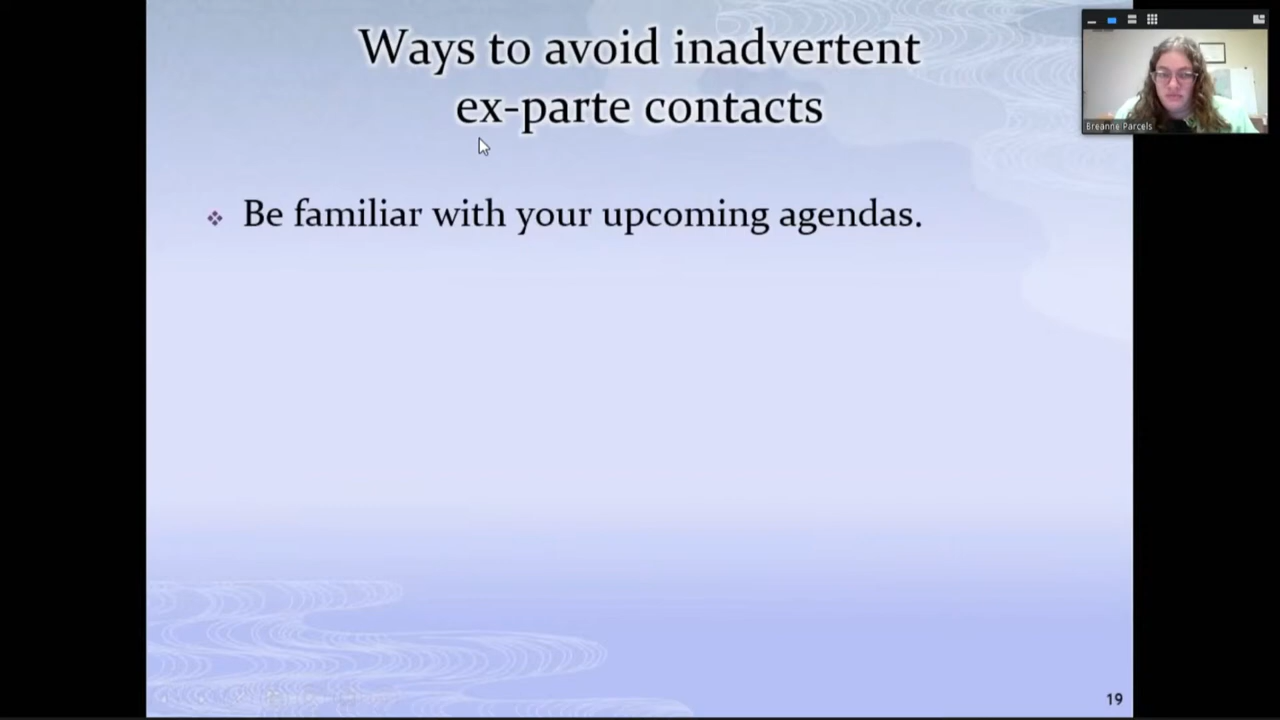 Ways to avoid inadvertent
ex-parte contacts
Be familiar with your upcoming agendas.
Breanne Parcels
19